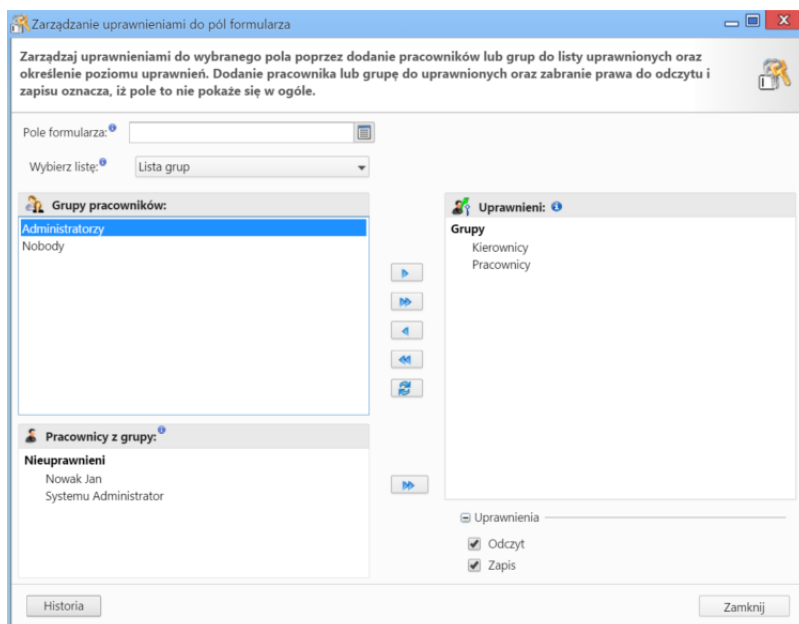 Zarządzanie uprawnieniami do pól formularza
Zarządzaj uprawnieniami do wybranego pola poprzez dodanie pracowników lub grup do listy uprawnionych oraz
określenie poziomu uprawnień. Dodanie pracownika lub grupę do uprawnionych oraz zabranie prawa do odczytu i
zapisu oznacza, iż pole to nie pokaże się w ogóle.
Pole formularza:
Wybierz listę: Lista grup
Grupy pracowników:
Administratorzy
Nobody
Uprawnieni:
Grupy
Kierownicy
Pracownicy
Pracownicy z grupy:
Nieuprawnieni
Nowak Jan
Systemu Administrator
Uprawnienia
Odczyt
Zapis
Historia
Zamknij